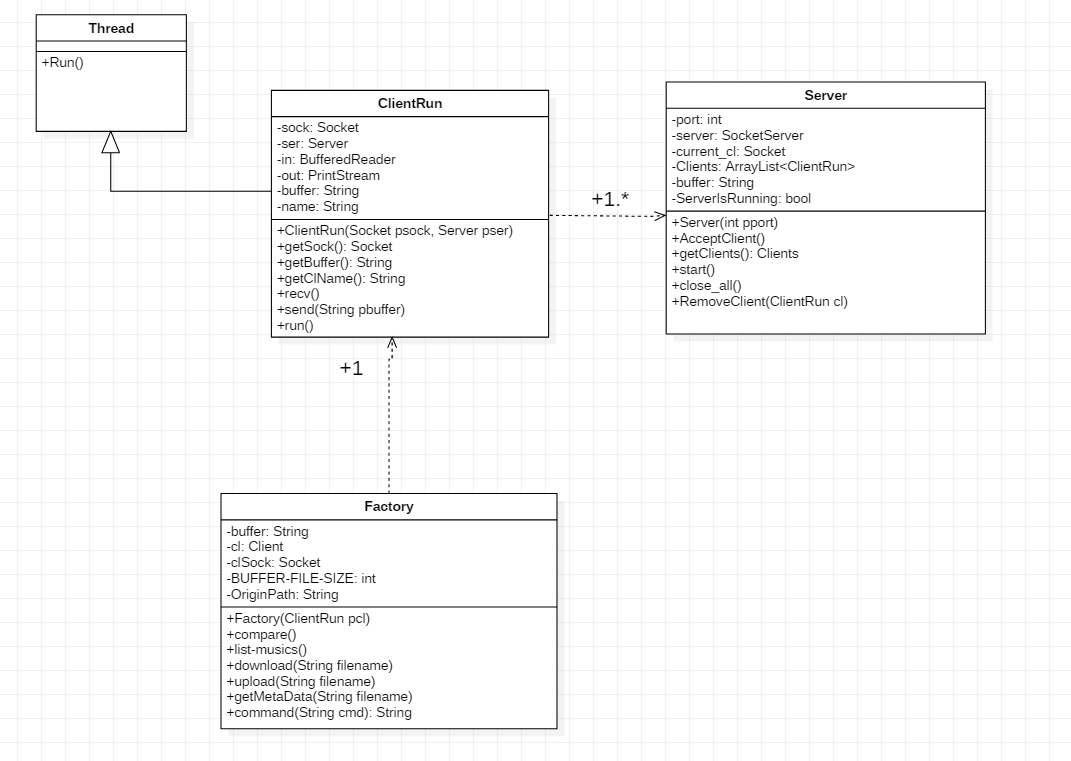 Thread
+Run()
ClientRun
-sock: Socket
-ser: Server
-in: BufferedReader
-out: PrintStream
-buffer: String
-name: String
+ClientRun(Socket psock, Server pser)
+getSock(): Socket
+getBuffer(): String
+getClName(): String
+recv()
+send(String pbuffer)
+run()
+1.*
Server
-port: int
-server: SocketServer
-current_cl: Socket
-Clients: ArrayList<ClientRun>
-buffer: String
-ServerIsRunning: bool
+Server(int pport)
+AcceptClient()
+getClients(): Clients
+start()
+close_all()
+RemoveClient(ClientRun cl)
+1
Factory
-buffer: String
-cl: Client
-clSock: Socket
-BUFFER-FILE-SIZE: int
-OriginPath: String
+Factory(ClientRun pcl)
+compare()
+list-musics()
+download(String filename)
+upload(String filename)
+getMetaData(String filename)
+command(String cmd): String